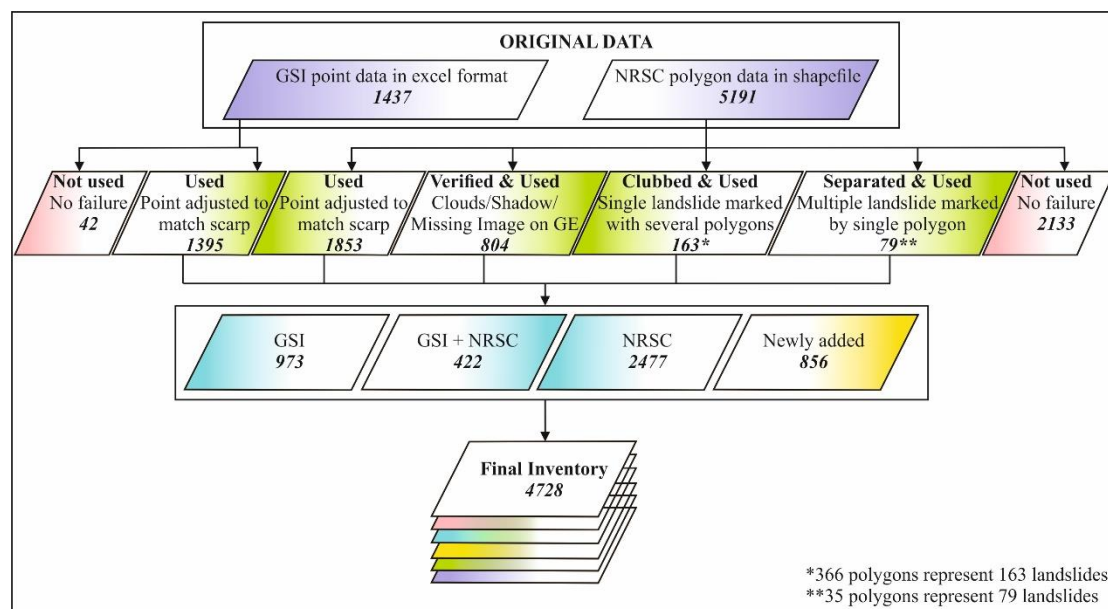 ORIGINAL DATA
GSI point data in excel format
1437
NRSC polygon data in shapefile
5191
Not used
No failure
42
Used
Point adjusted to
match scarp
1395
Used
Point adjusted to
match scarp
1853
Verified & Used
Clouds/Shadow/
Missing Image on GE
804
Clubbed & Used
Single landslide marked
with several polygons
163*
Separated & Used
Multiple landslide marked
by single polygon
79**
Not used
No failure
2133
GSI
973
GSI + NRSC
422
NRSC
2477
Newly added
856
Final Inventory
4728
*366 polygons represent 163 landslides
**35 polygons represent 79 landslides